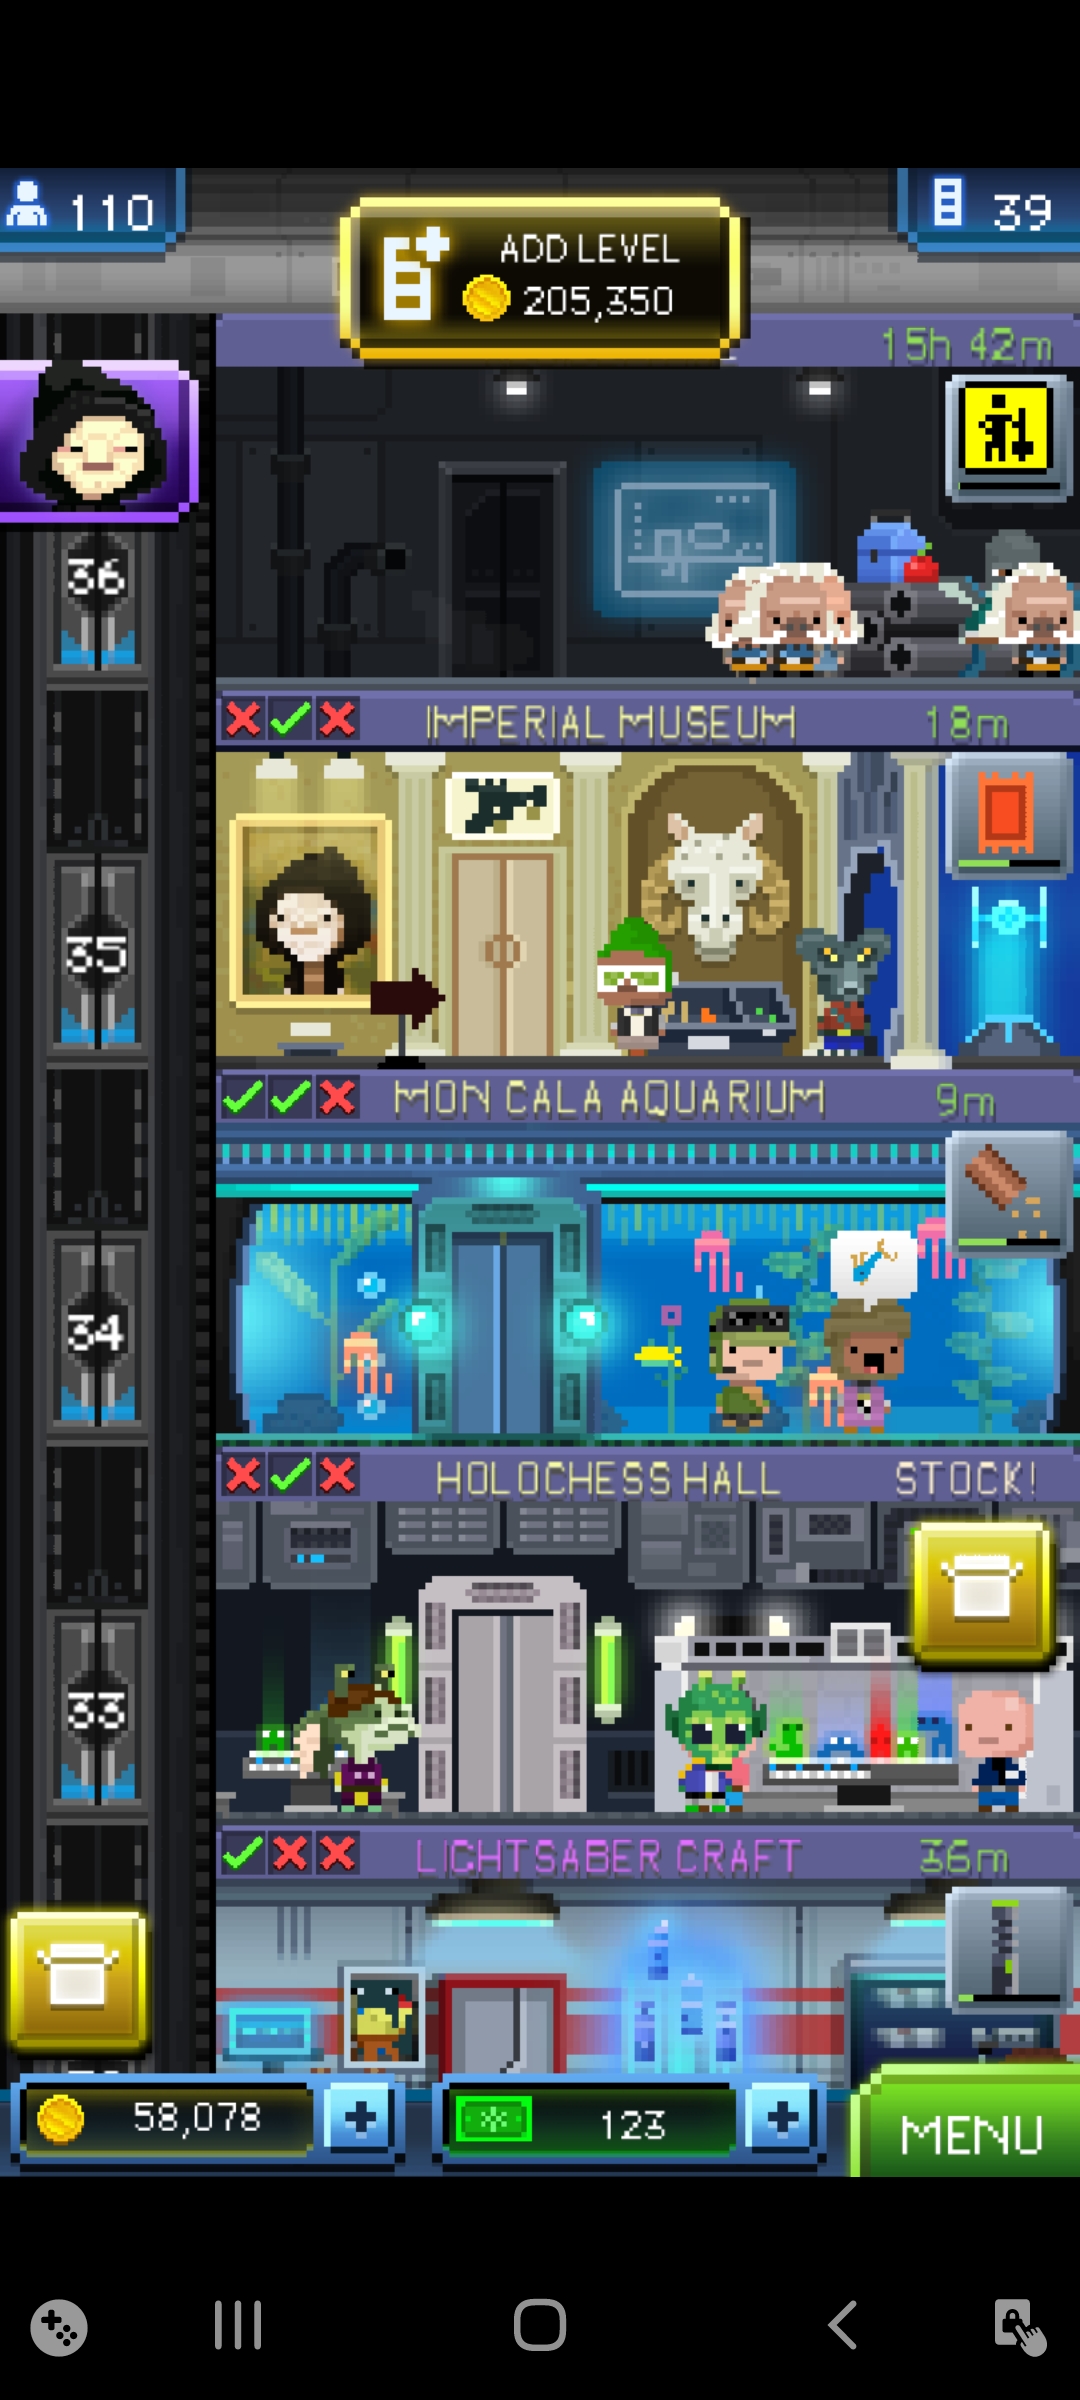 110
39
ADD LEVEL
205,350
15h 42m
36
IMPERIAL MUSEUM
18m
35
MON CALA AQUARIUM
9m
34
HOLOCHESS HALL
STOCK!
33
LIGHTSABER CRAFT
36m
58,078
123
MENU